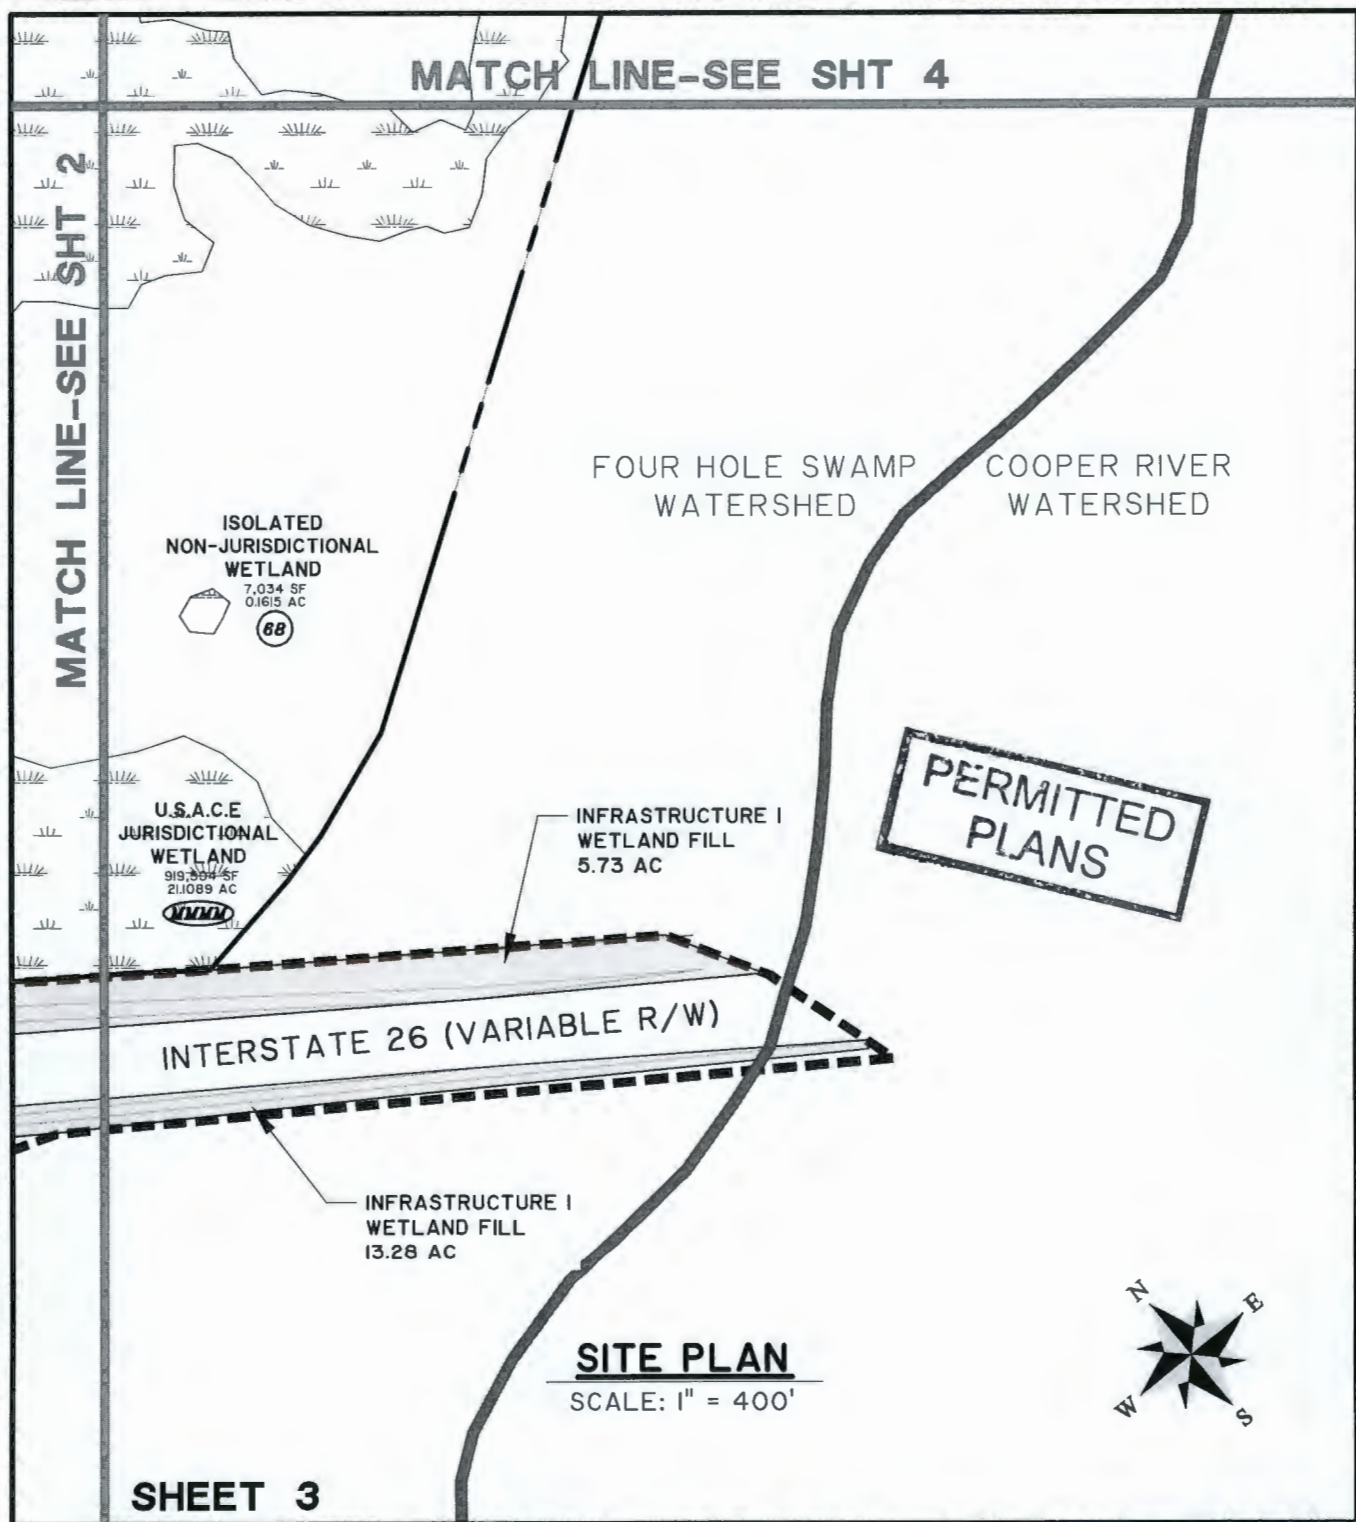 MATCH LINE-SEE SHT 4
MATCH LINE-SEE SHT 2
FOUR HOLE SWAMP
WATERSHED
COOPER RIVER
WATERSHED
ISOLATED
NON-JURISDICTIONAL
WETLAND
7,034 SF
0.1615 AC
6B
PERMITTED
PLANS
U.S.A.C.E
JURISDICTIONAL
WETLAND
SF
21.1089 AC
MMMM
INFRASTRUCTURE I
WETLAND FILL
5.73 AC
INTERSTATE 26 (VARIABLE R/W)
INFRASTRUCTURE I
WETLAND FILL
13.28 AC
N
E
W
S
SITE PLAN
SCALE: 1" = 400'
SHEET 3